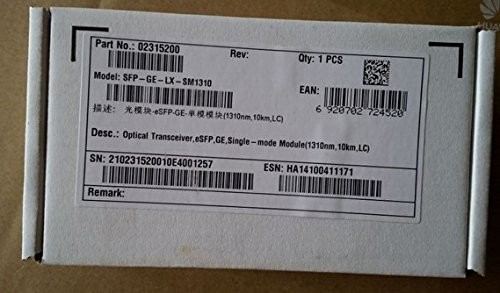 Part No.: 02315200 Rev: Qty: 1 PCS
Model: SFP-GE-LX-SM1310
EAN:
6 920702 724520
描述: 光模块-eSFP-GE-单模模块(1310nm,10km,LC)
Desc.: Optical Transceiver,eSFP,GE,Single-mode Module(1310nm,10km,LC)
SN: 210231520010E4001257 ESN: HA14100411171
Remark: